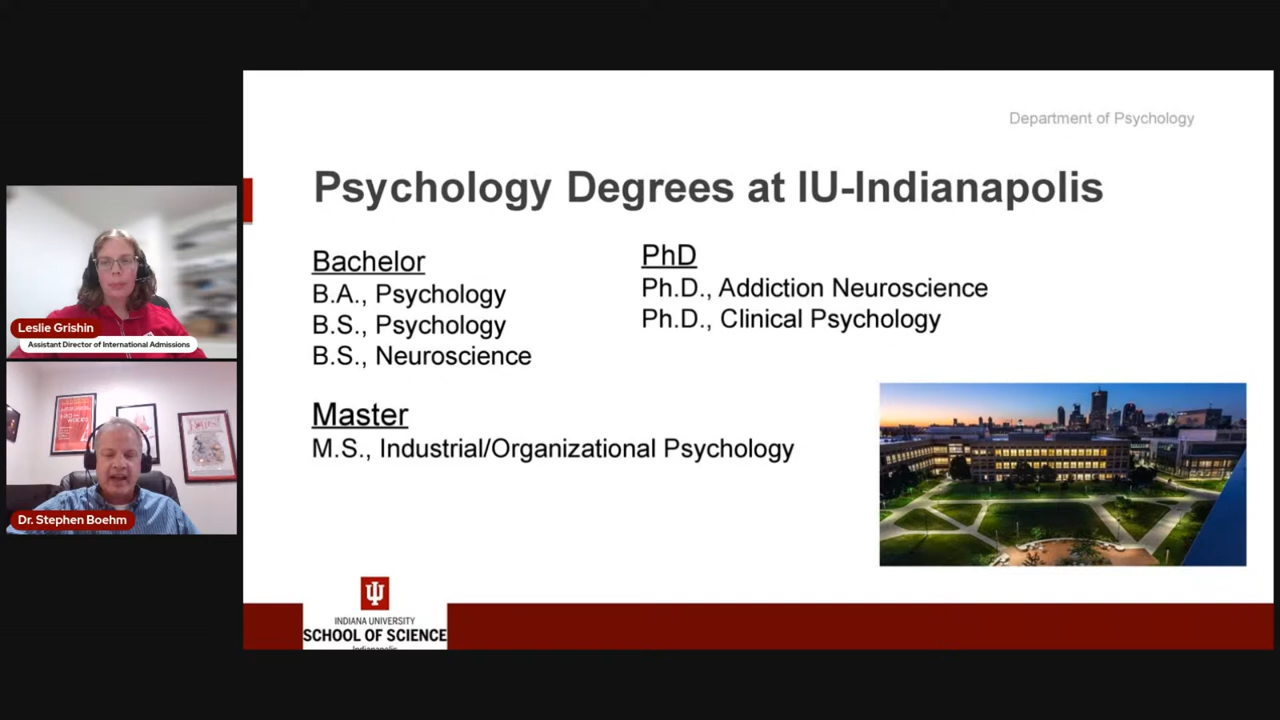 Department of Psychology
Psychology Degrees at IU-Indianapolis
Bachelor
B.A., Psychology
B.S., Psychology
B.S., Neuroscience
Master
M.S., Industrial/Organizational Psychology
PhD
Ph.D., Addiction Neuroscience
Ph.D., Clinical Psychology
INDIANA UNIVERSITY
SCHOOL OF SCIENCE
Indianapolis
Leslie Grishin
Assistant Director of International Admissions
Dr. Stephen Boehm